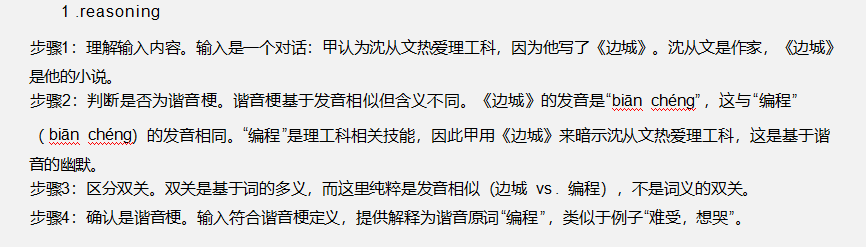 1 .reasoning
步骤1：理解输入内容。输入是一个对话：甲认为沈从文热爱理工科，因为他写了《边城》。沈从文是作家，《边城》
是他的小说。
步骤2：判断是否为谐音梗。谐音梗基于发音相似但含义不同。《边城》的发音是“biān chéng”，这与“编程”
（biān chéng）的发音相同。“编程”是理工科相关技能，因此甲用《边城》来暗示沈从文热爱理工科，这是基于谐
音的幽默。
步骤3：区分双关。双关是基于词的多义，而这里纯粹是发音相似（边城 vs . 编程），不是词义的双关。
步骤4：确认是谐音梗。输入符合谐音梗定义，提供解释为谐音原词“编程”，类似于例子“难受，想哭”。